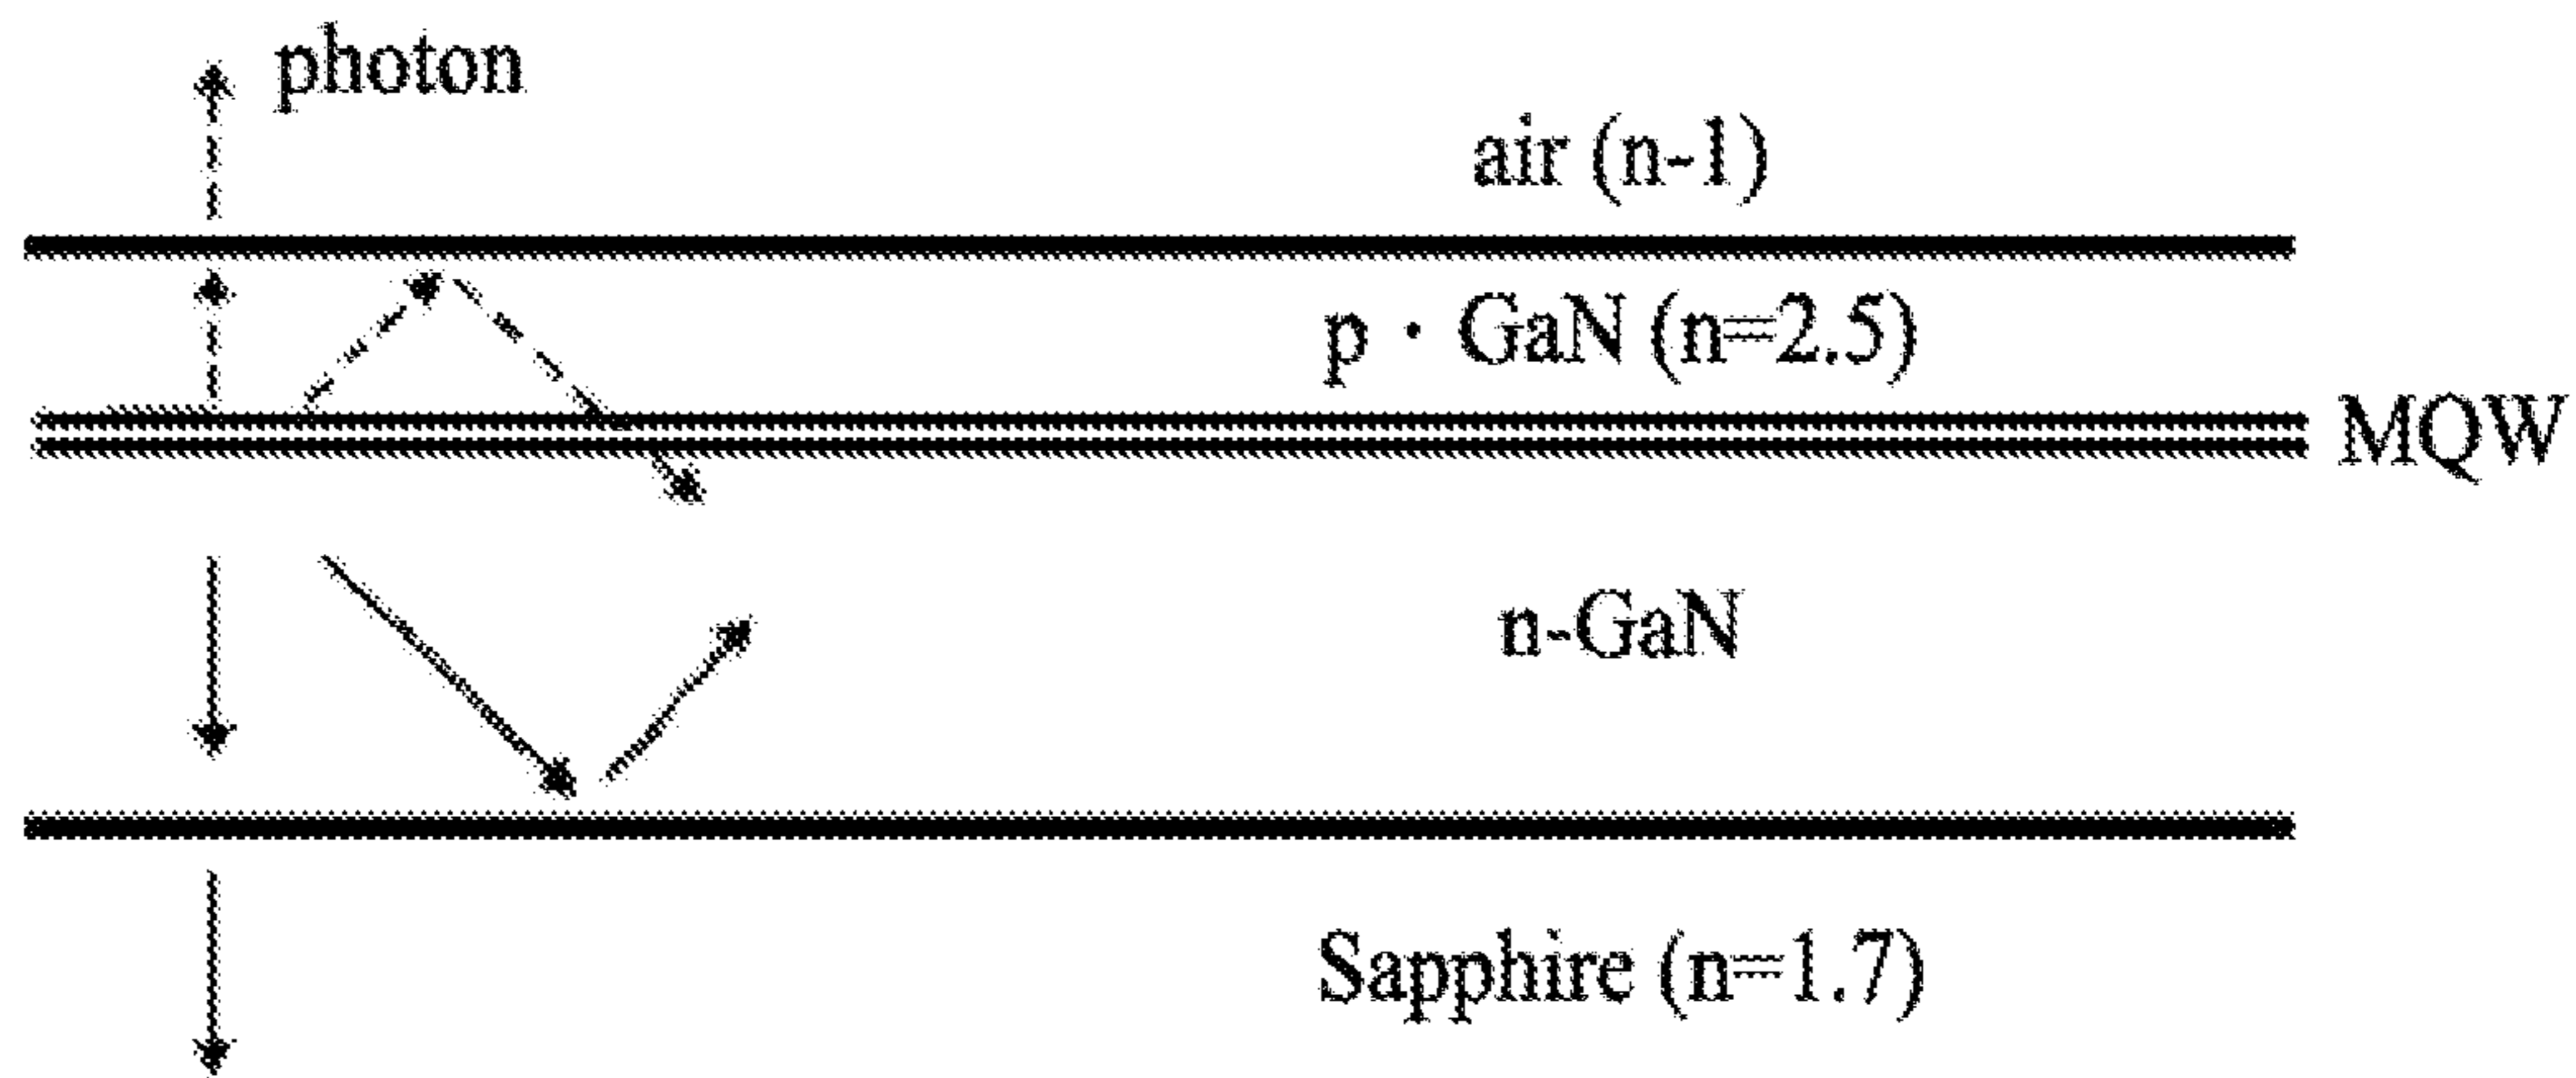 photon
air (n-1)
p · GaN (n=2.5)
MQW
n-GaN
Sapphire (n=1.7)